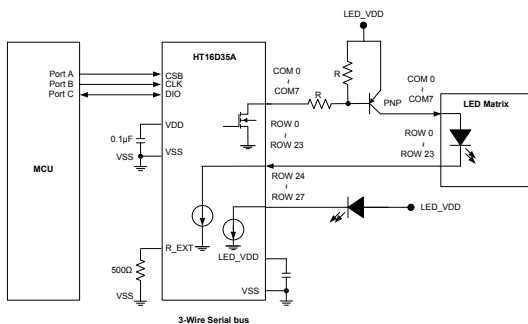 LED_VDD
HT16D35A
Port A
CSB
Port B
CLK
Port C
DIO
COM 0
~
COM7
R
R
PNP
COM 0
~
COM7
LED Matrix
VDD
0.1µF
VSS
VSS
MCU
ROW 0
~
ROW 23
ROW 0
~
ROW 23
ROW 24
~
ROW 27
LED_VDD
R_EXT
LED_VDD
500Ω
VSS
VSS
3-Wire Serial bus